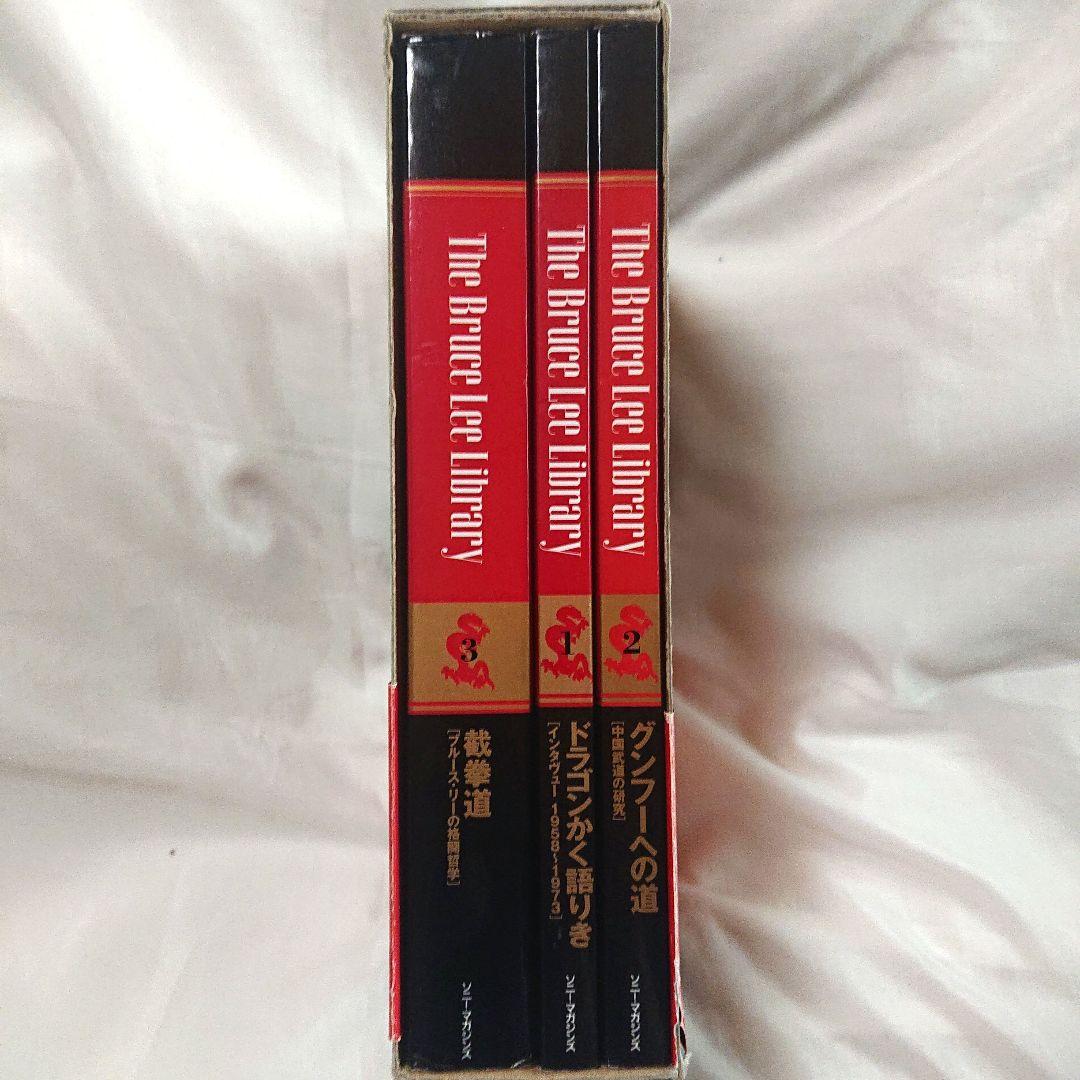 The Bruce Lee Library
3
截拳道
[ブルース・リーの格闘哲学]
ソニー・マガジンズ
The Bruce Lee Library
1
ドラゴンかく語りき
[インタヴュー 1958~1973]
ソニー・マガジンズ
The Bruce Lee Library
2
グンフーへの道
[中国武道の研究]
ソニー・マガジンズ